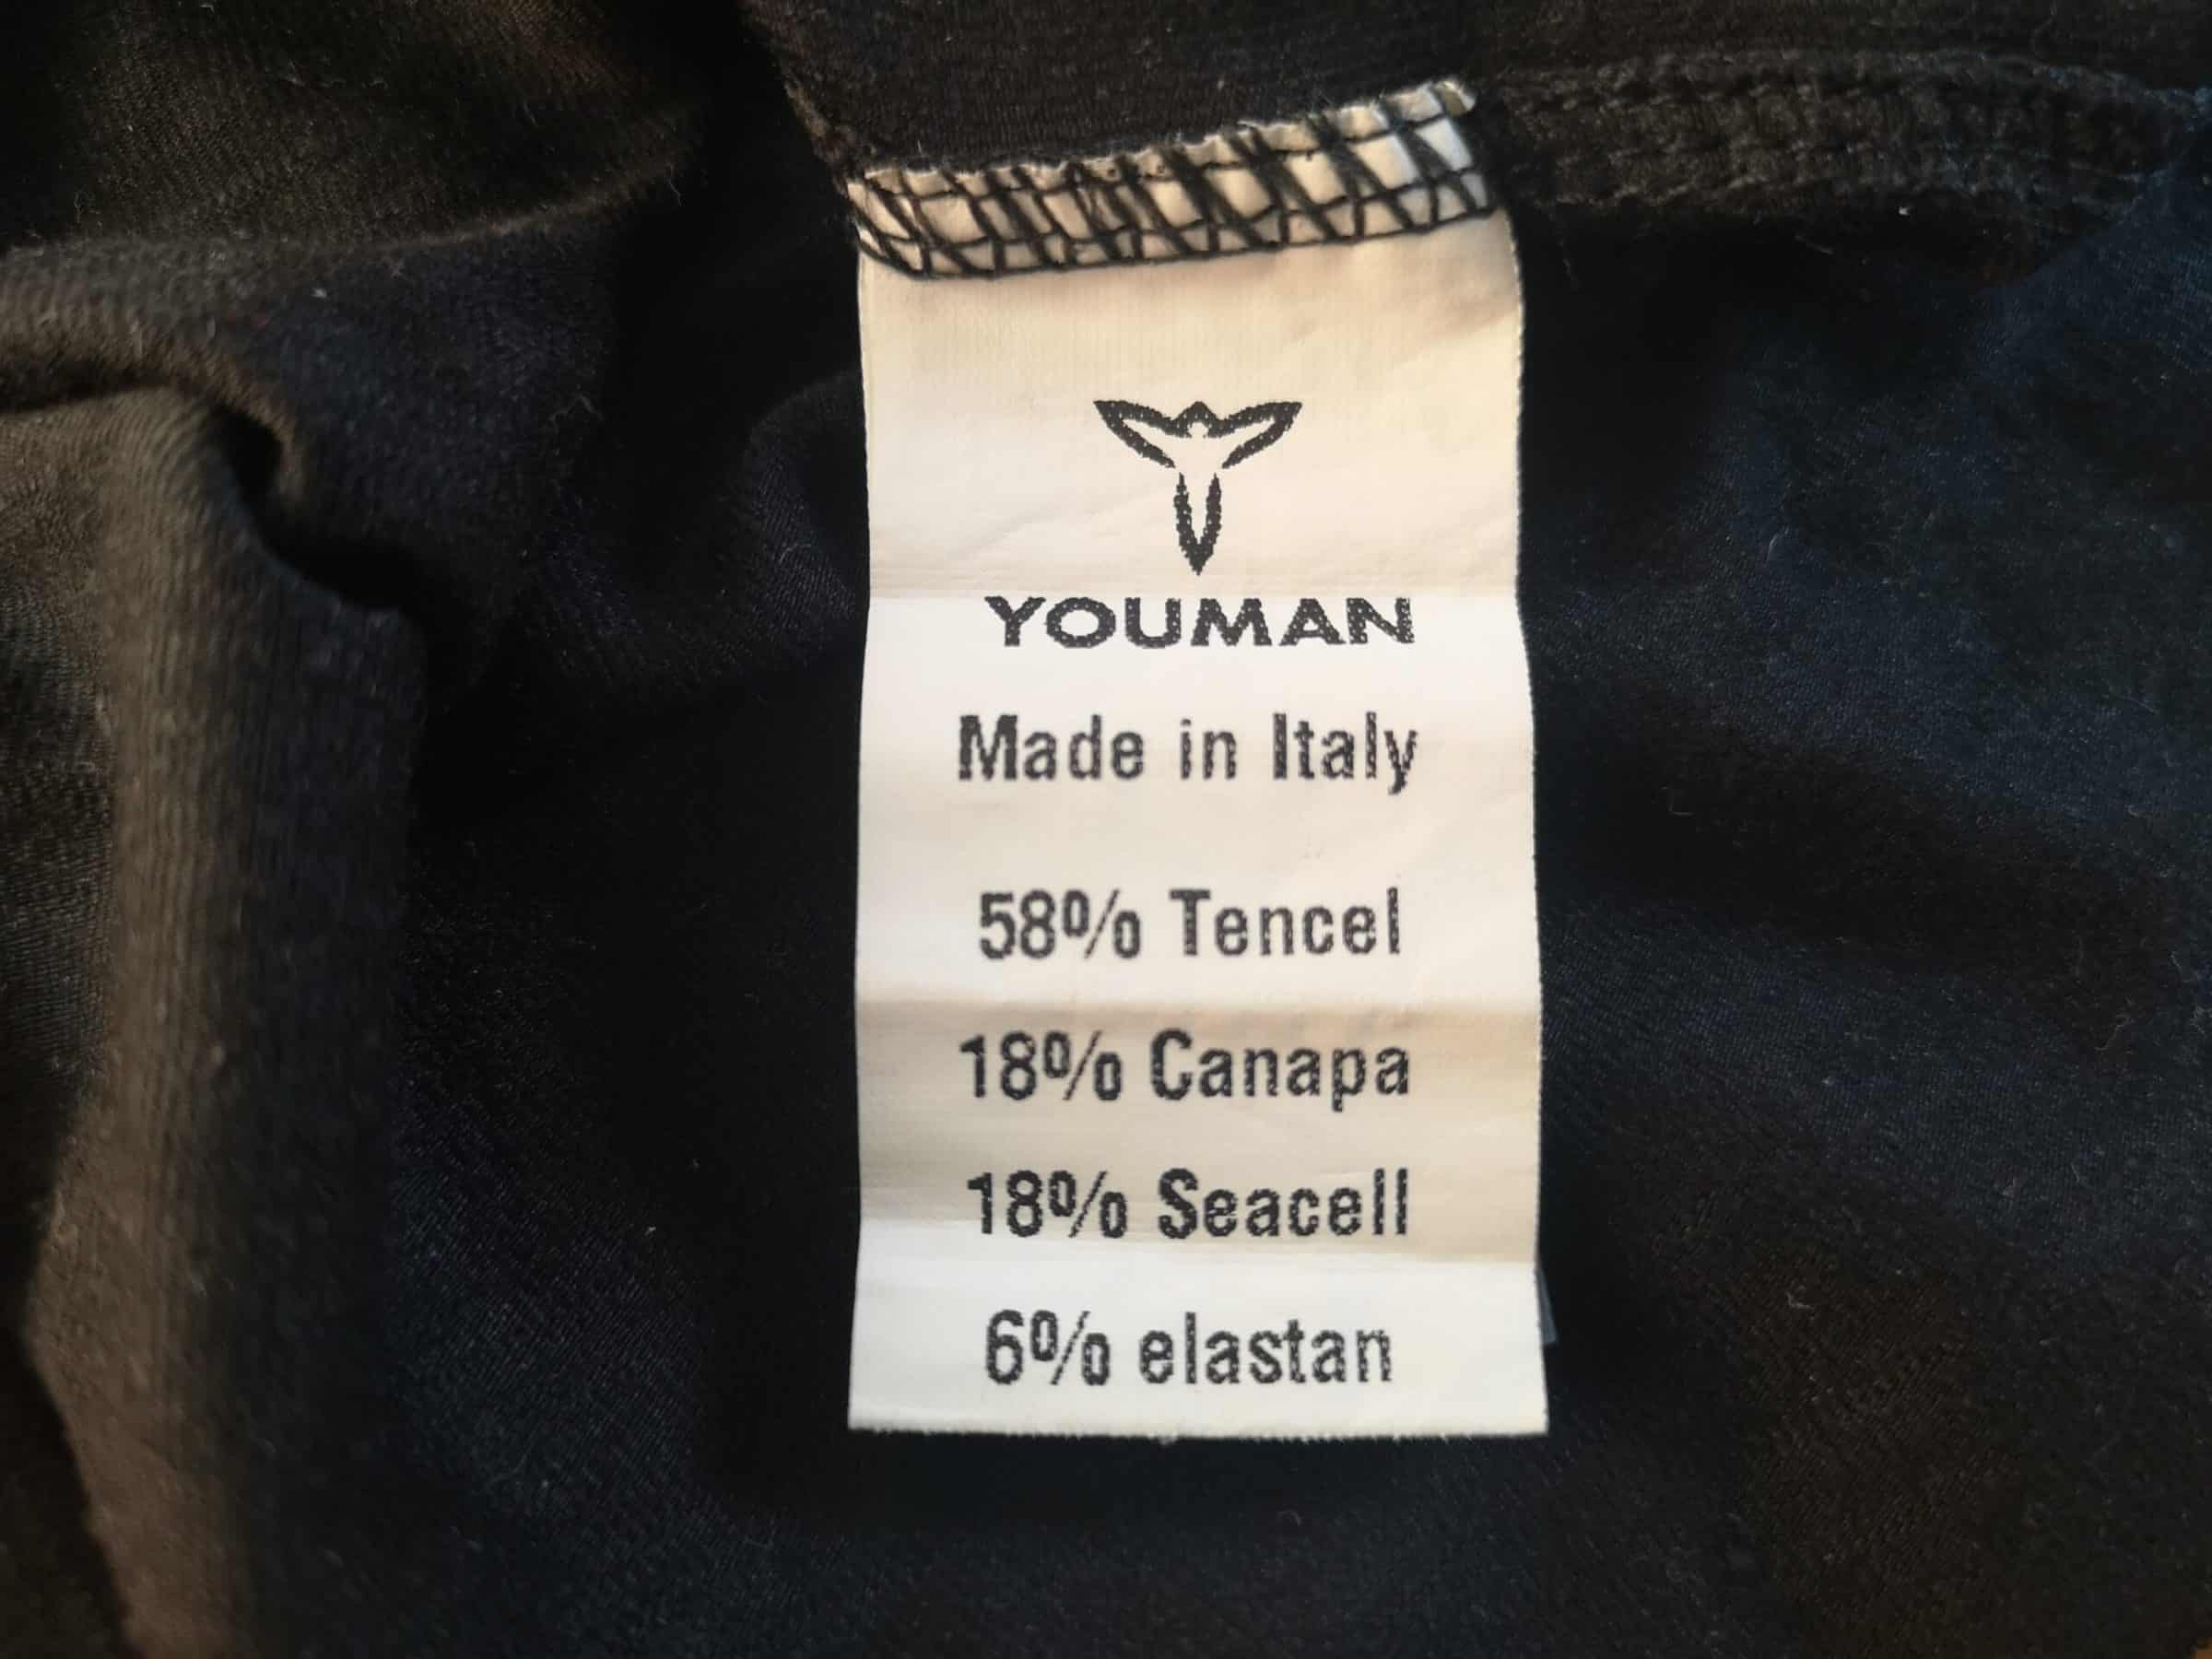 YOUMAN
Made in Italy
58% Tencel
18% Canapa
18% Seacell
6% elastan